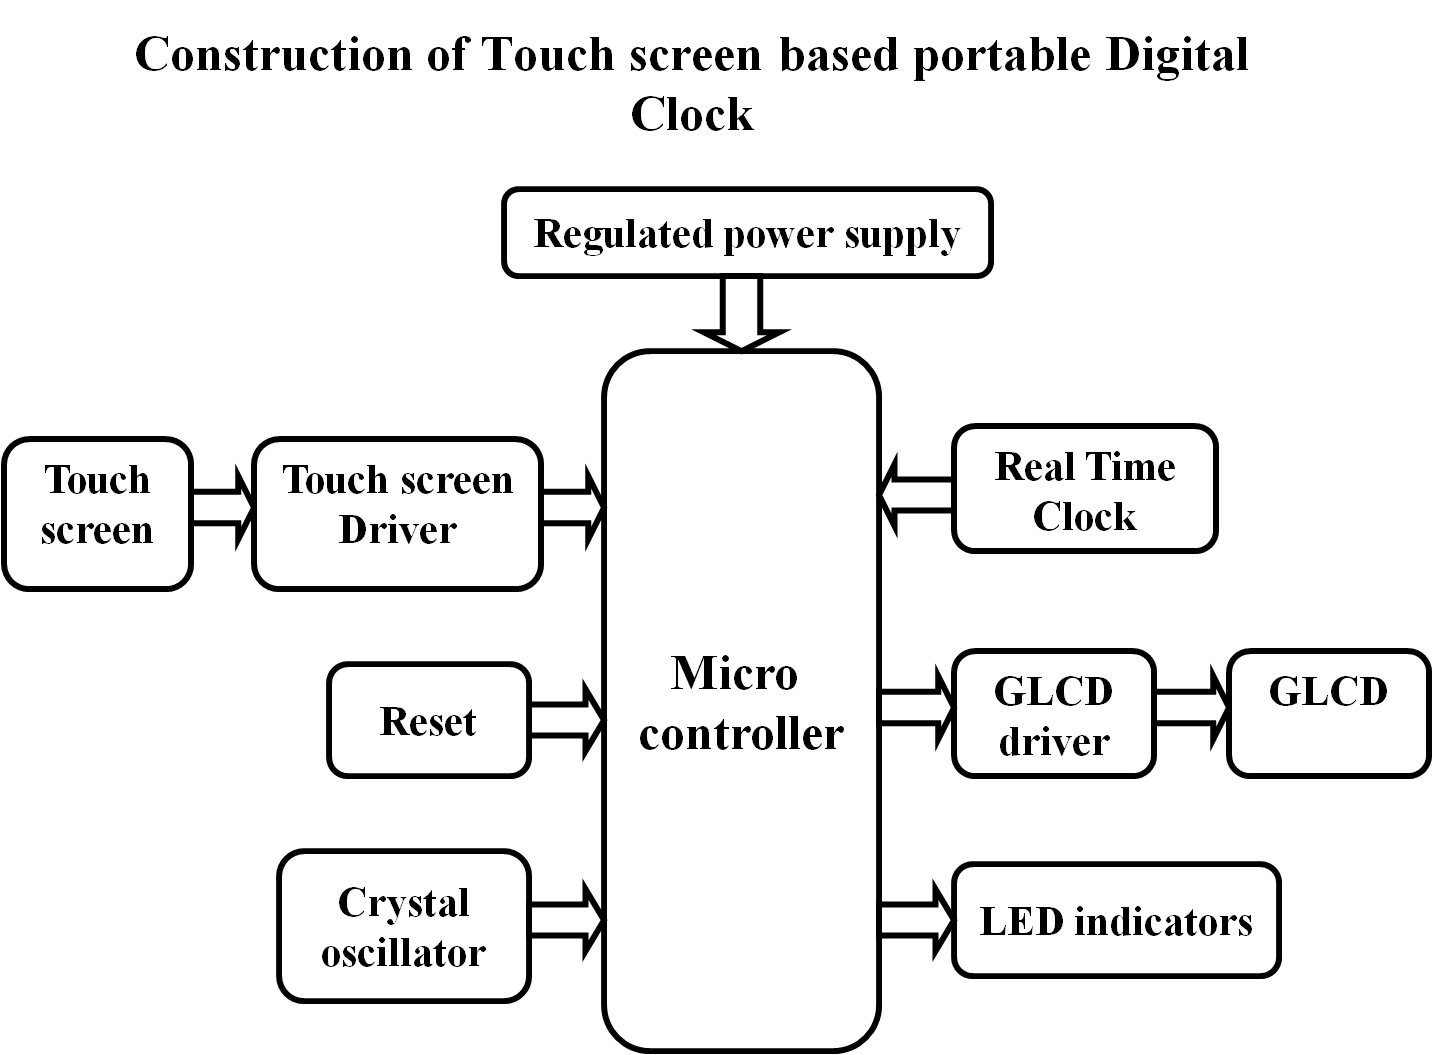 Construction of Touch screen based portable Digital
Clock
Regulated power supply
Touch
screen
Touch screen
Driver
Real Time
Clock
Reset
Micro
controller
GLCD
driver
GLCD
Crystal
oscillator
LED indicators